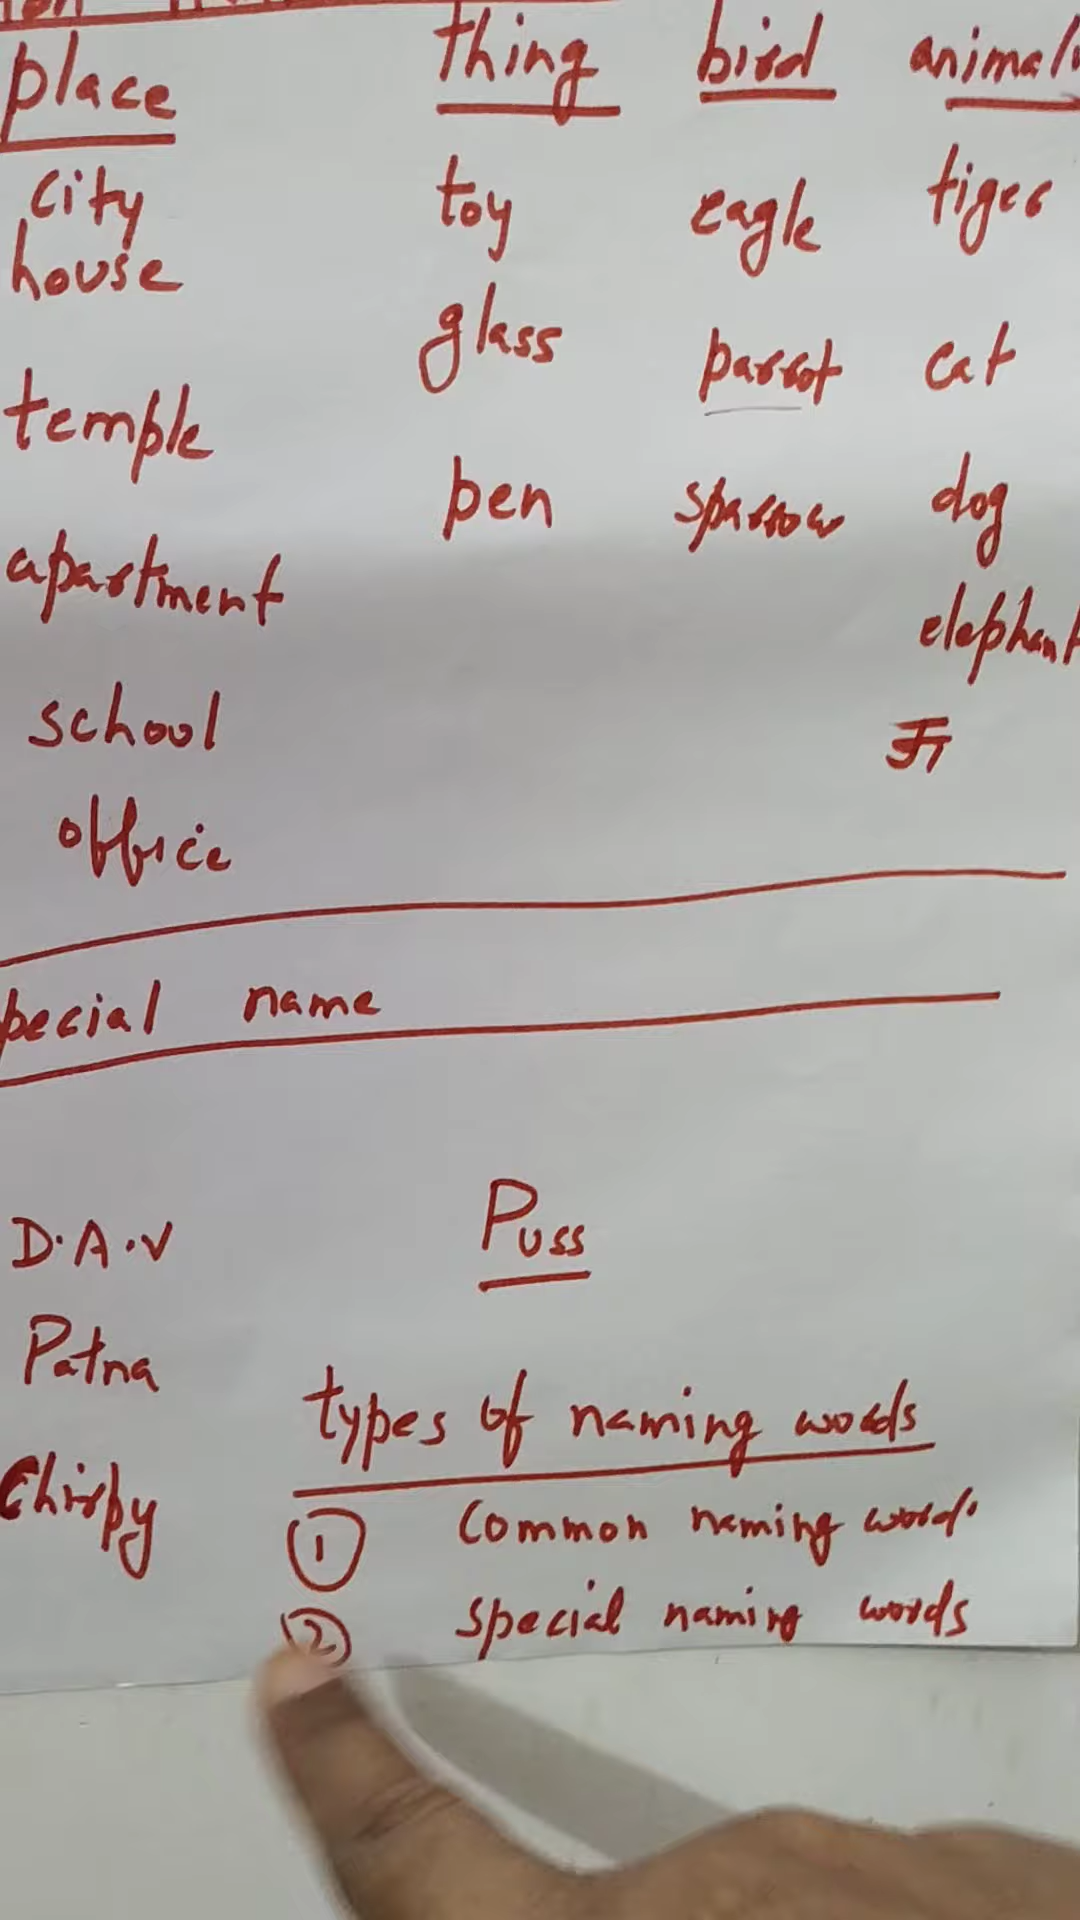 place thing bird animal
city toy eagle tiger
house
glass parrot cat
temple
pen sparrow dog
apartment
elephant
school
office
pecial name
D.A.V Puss
Patna
types of naming words
Chirpy
1 Common naming words
2 special naming words